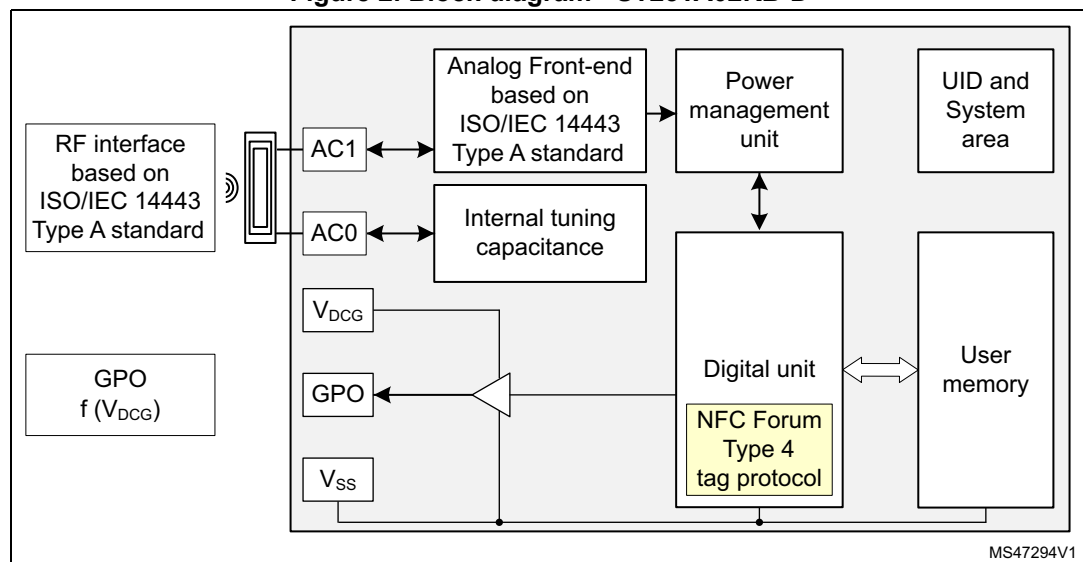 RF interface
based on
ISO/IEC 14443
Type A standard
GPO
f (VDCG)
AC1
AC0
VDCG
GPO
VSS
Analog Front-end
based on
ISO/IEC 14443
Type A standard
Internal tuning
capacitance
Power
management
unit
Digital unit
NFC Forum
Type 4
tag protocol
UID and
System
area
User
memory
MS47294V1